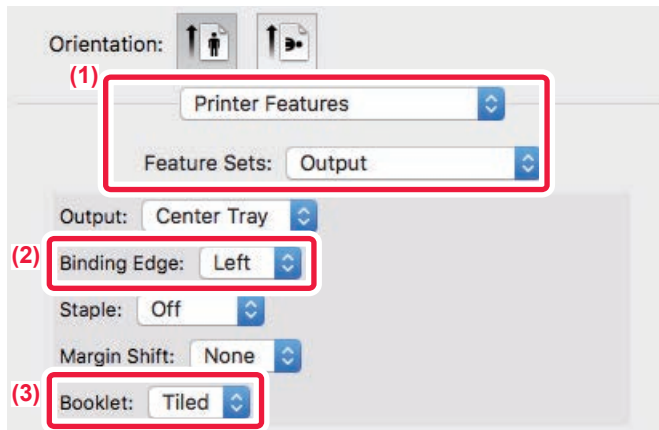 Orientation:
(1)
Printer Features
Feature Sets: Output
Output: Center Tray
(2) Binding Edge: Left
Staple: Off
Margin Shift: None
(3) Booklet: Tiled